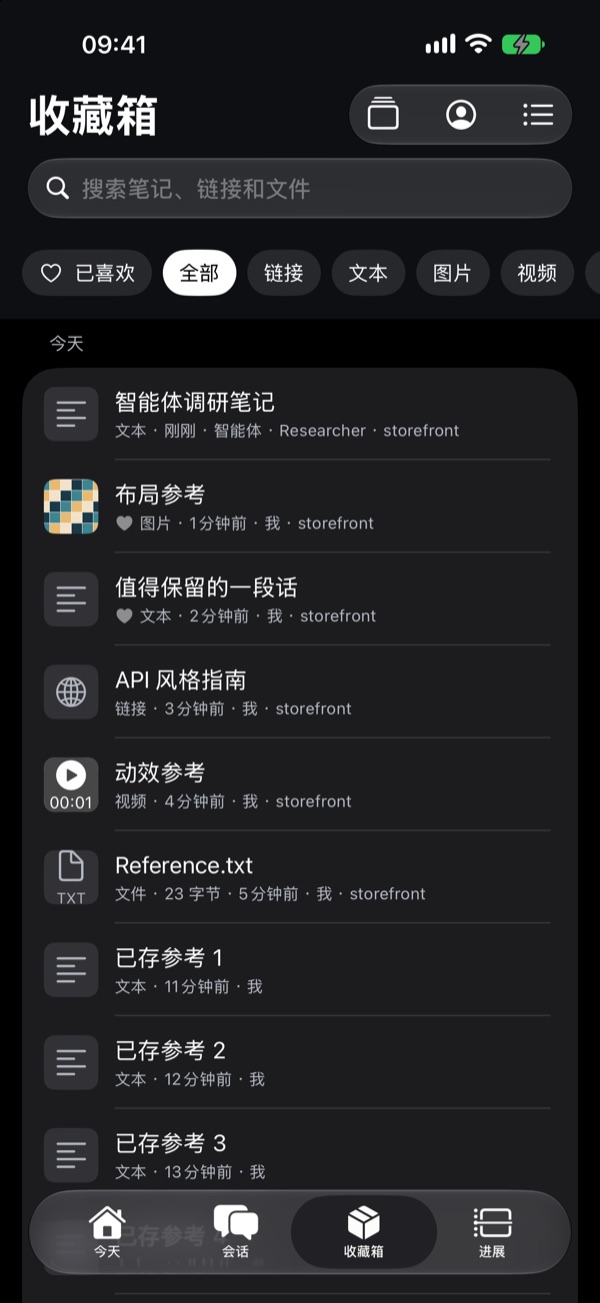 09:41
收藏箱
搜索笔记、链接和文件
已喜欢 全部 链接 文本 图片 视频
今天
智能体调研笔记
文本 · 刚刚 · 智能体 · Researcher · storefront
布局参考
图片 · 1分钟前 · 我 · storefront
值得保留的一段话
文本 · 2分钟前 · 我 · storefront
API 风格指南
链接 · 3分钟前 · 我 · storefront
动效参考
00:01
视频 · 4分钟前 · 我 · storefront
Reference.txt
TXT
文件 · 23 字节 · 5分钟前 · 我 · storefront
已存参考 1
文本 · 11分钟前 · 我
已存参考 2
文本 · 12分钟前 · 我
已存参考 3
文本 · 13分钟前 · 我
已存参考
今天 会话 收藏箱 进展